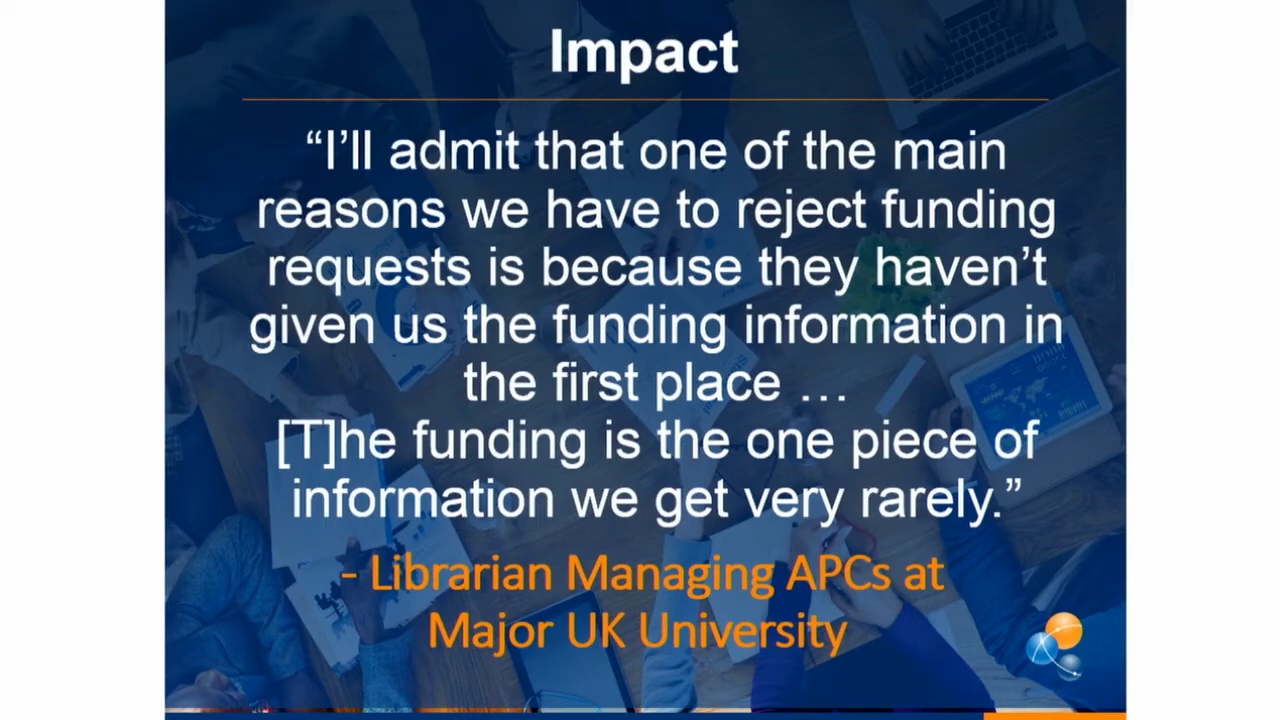 Impact
“I’ll admit that one of the main
reasons we have to reject funding
requests is because they haven’t
given us the funding information in
the first place …
[T]he funding is the one piece of
information we get very rarely.”
- Librarian Managing APCs at
Major UK University